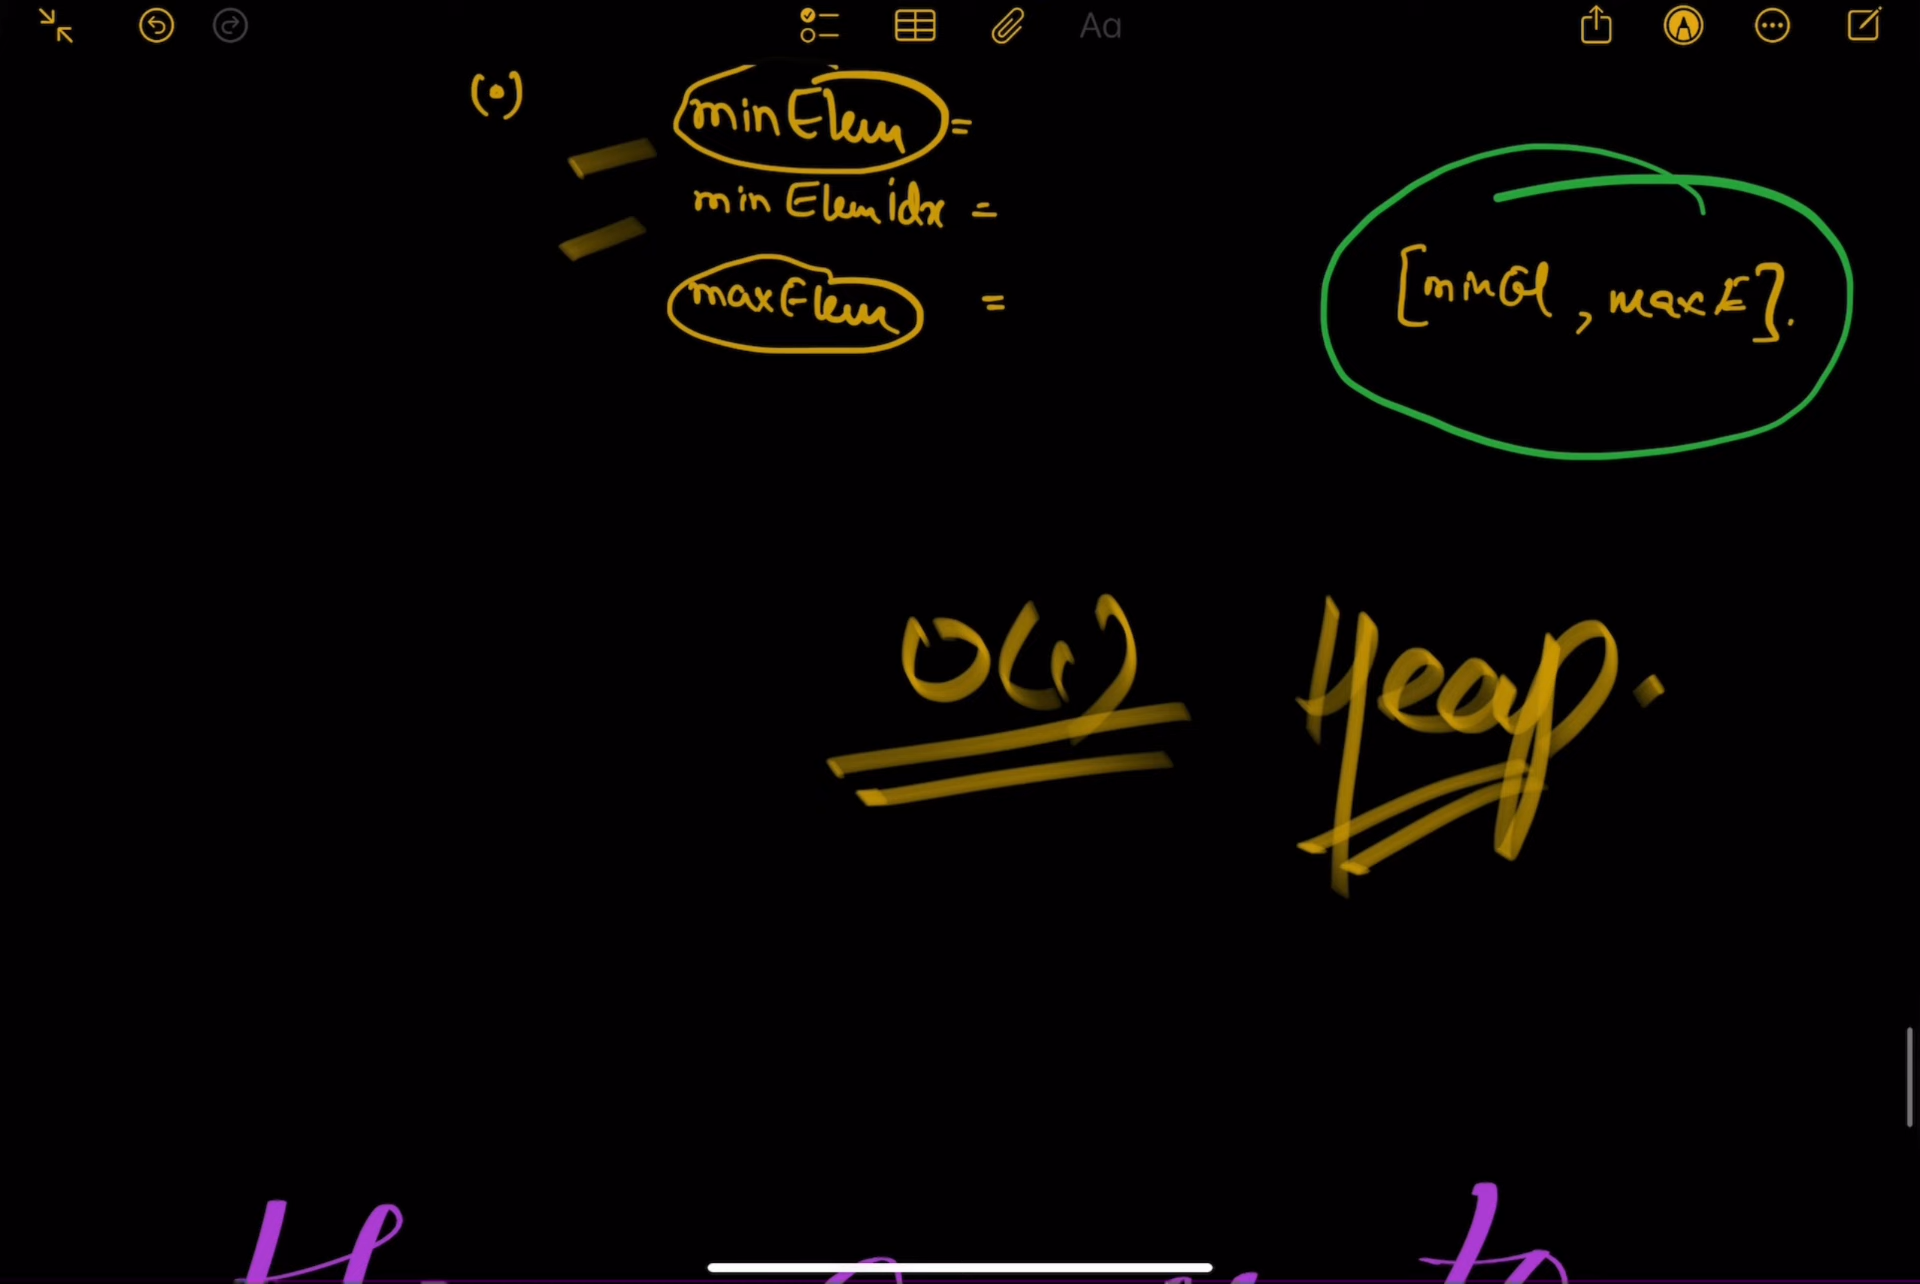 Aa
(•) minElem =
minElemidx =
maxElem =
[minEl, maxE].
O(1) Heap.